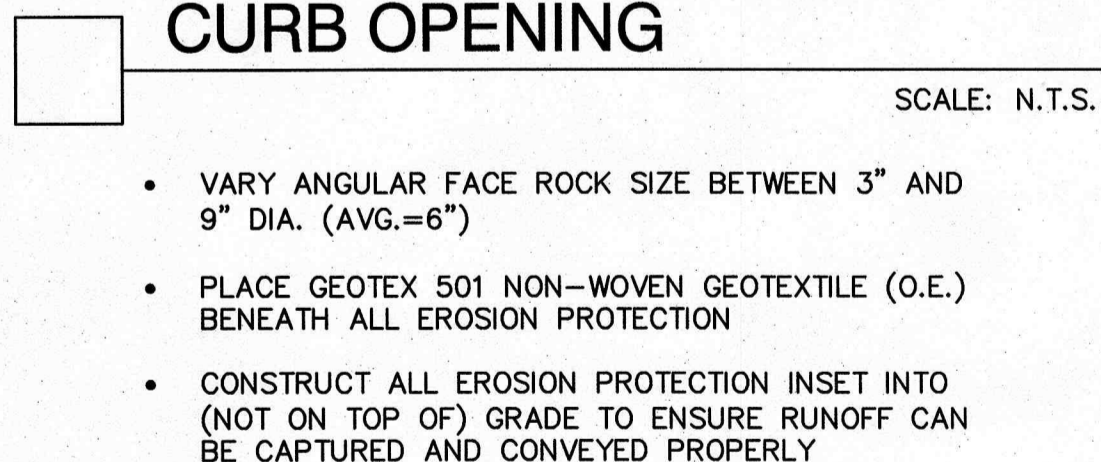 CURB OPENING
SCALE: N.T.S.
• VARY ANGULAR FACE ROCK SIZE BETWEEN 3" AND
9" DIA. (AVG.=6")
• PLACE GEOTEX 501 NON-WOVEN GEOTEXTILE (O.E.)
BENEATH ALL EROSION PROTECTION
• CONSTRUCT ALL EROSION PROTECTION INSET INTO
(NOT ON TOP OF) GRADE TO ENSURE RUNOFF CAN
BE CAPTURED AND CONVEYED PROPERLY